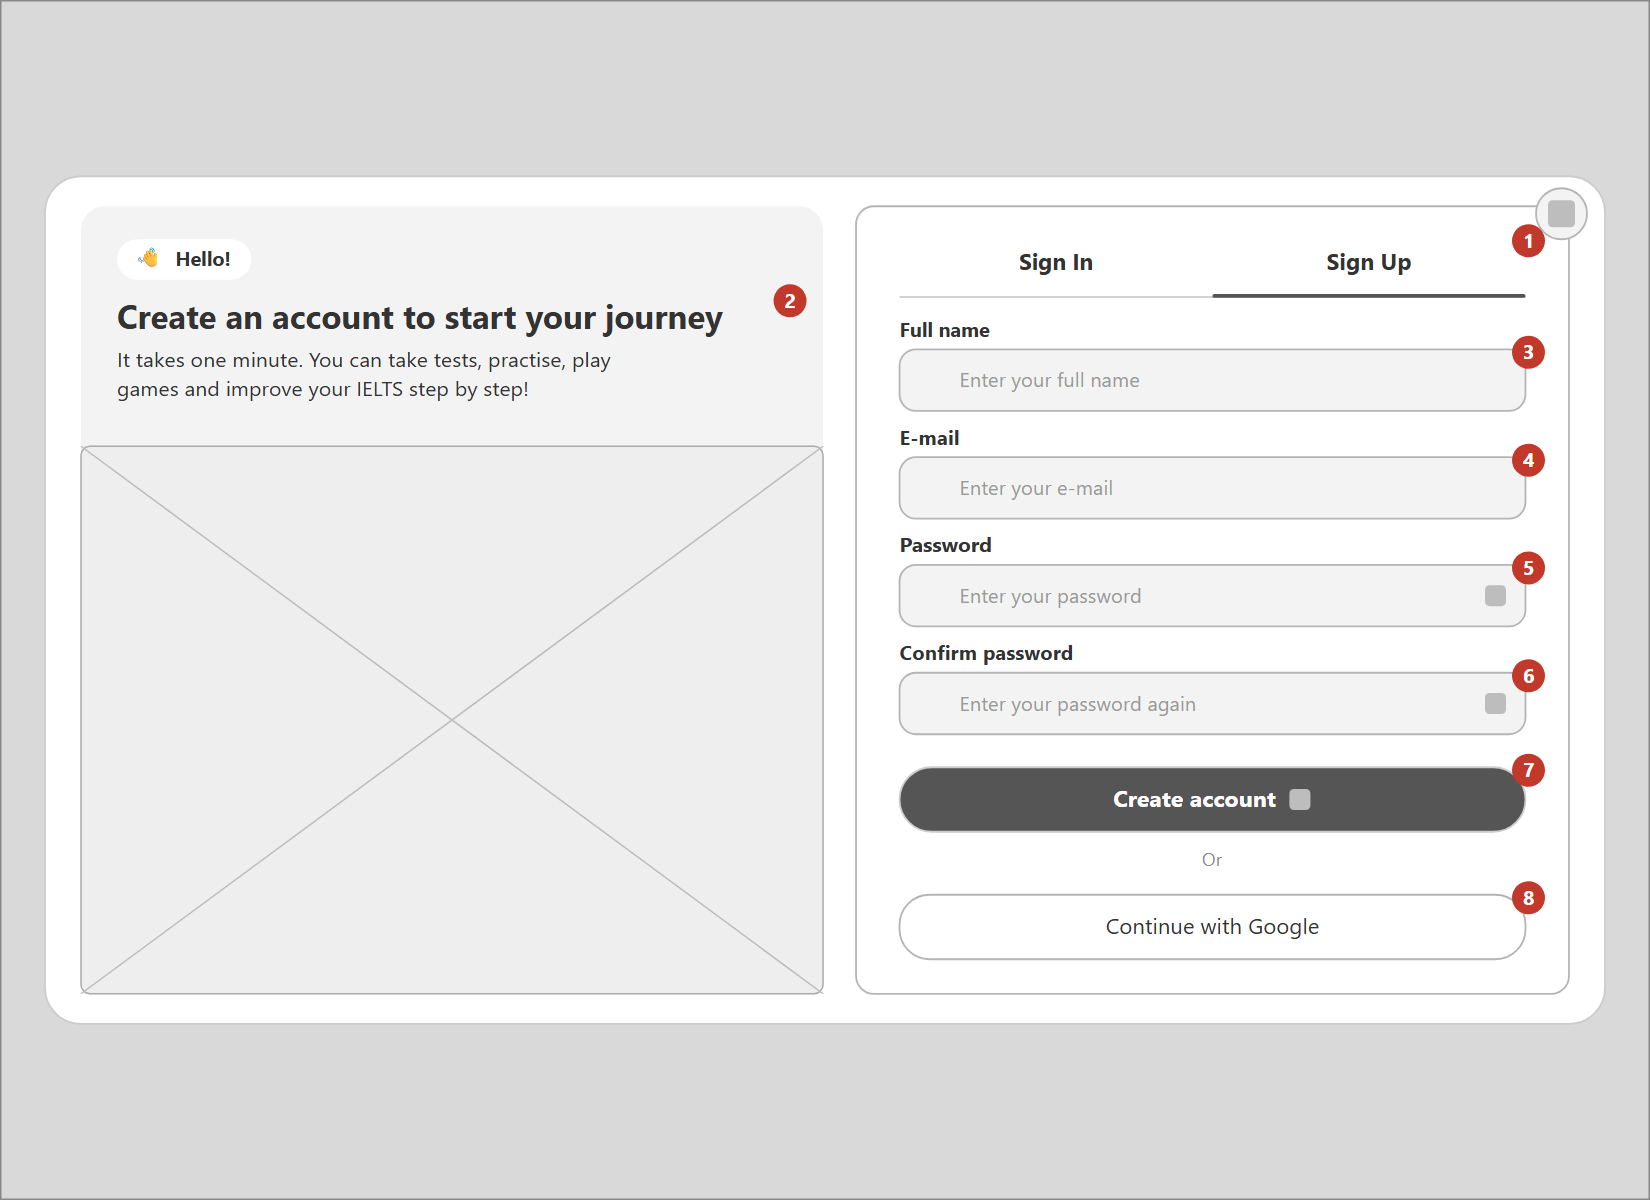 Hello!
Create an account to start your journey
It takes one minute. You can take tests, practise, play
games and improve your IELTS step by step!
2
Sign In
Sign Up
1
Full name
Enter your full name
3
E-mail
Enter your e-mail
4
Password
Enter your password
5
Confirm password
Enter your password again
6
Create account
7
Or
Continue with Google
8